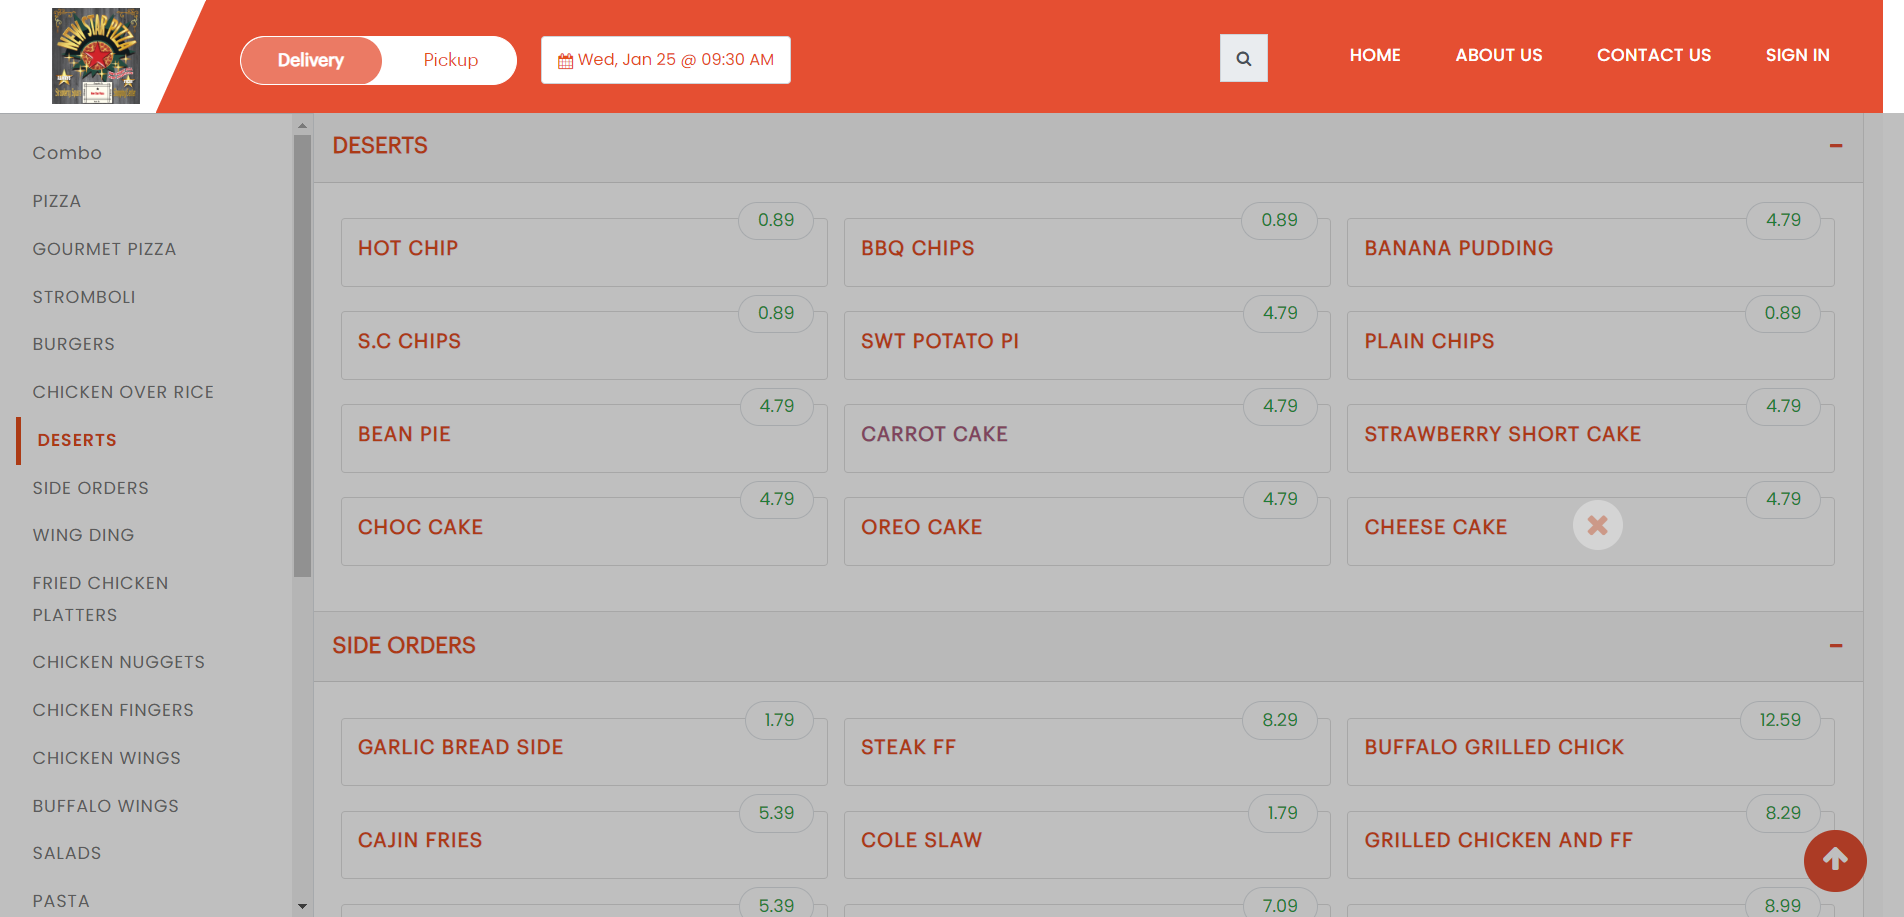 NEW STAR PIZZA
Delivery
Pickup
Wed, Jan 25 @ 09:30 AM
HOME
ABOUT US
CONTACT US
SIGN IN
Combo
PIZZA
GOURMET PIZZA
STROMBOLI
BURGERS
CHICKEN OVER RICE
DESERTS
SIDE ORDERS
WING DING
FRIED CHICKEN
PLATTERS
CHICKEN NUGGETS
CHICKEN FINGERS
CHICKEN WINGS
BUFFALO WINGS
SALADS
PASTA
DESERTS
0.89
HOT CHIP
0.89
BBQ CHIPS
4.79
BANANA PUDDING
0.89
S.C CHIPS
4.79
SWT POTATO PI
0.89
PLAIN CHIPS
4.79
BEAN PIE
4.79
CARROT CAKE
4.79
STRAWBERRY SHORT CAKE
4.79
CHOC CAKE
4.79
OREO CAKE
4.79
CHEESE CAKE
SIDE ORDERS
1.79
GARLIC BREAD SIDE
8.29
STEAK FF
12.59
BUFFALO GRILLED CHICK
5.39
CAJIN FRIES
1.79
COLE SLAW
8.29
GRILLED CHICKEN AND FF
5.39
7.09
8.99